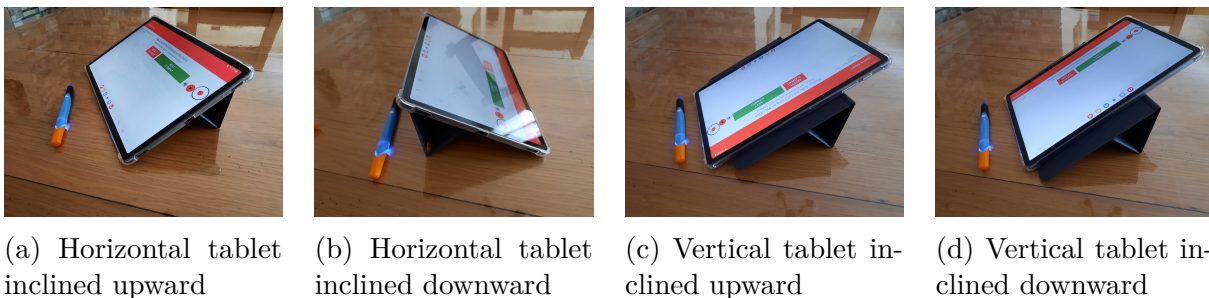 (a) Horizontal tablet
inclined upward
(b) Horizontal tablet
inclined downward
(c) Vertical tablet in-
clined upward
(d) Vertical tablet in-
clined downward